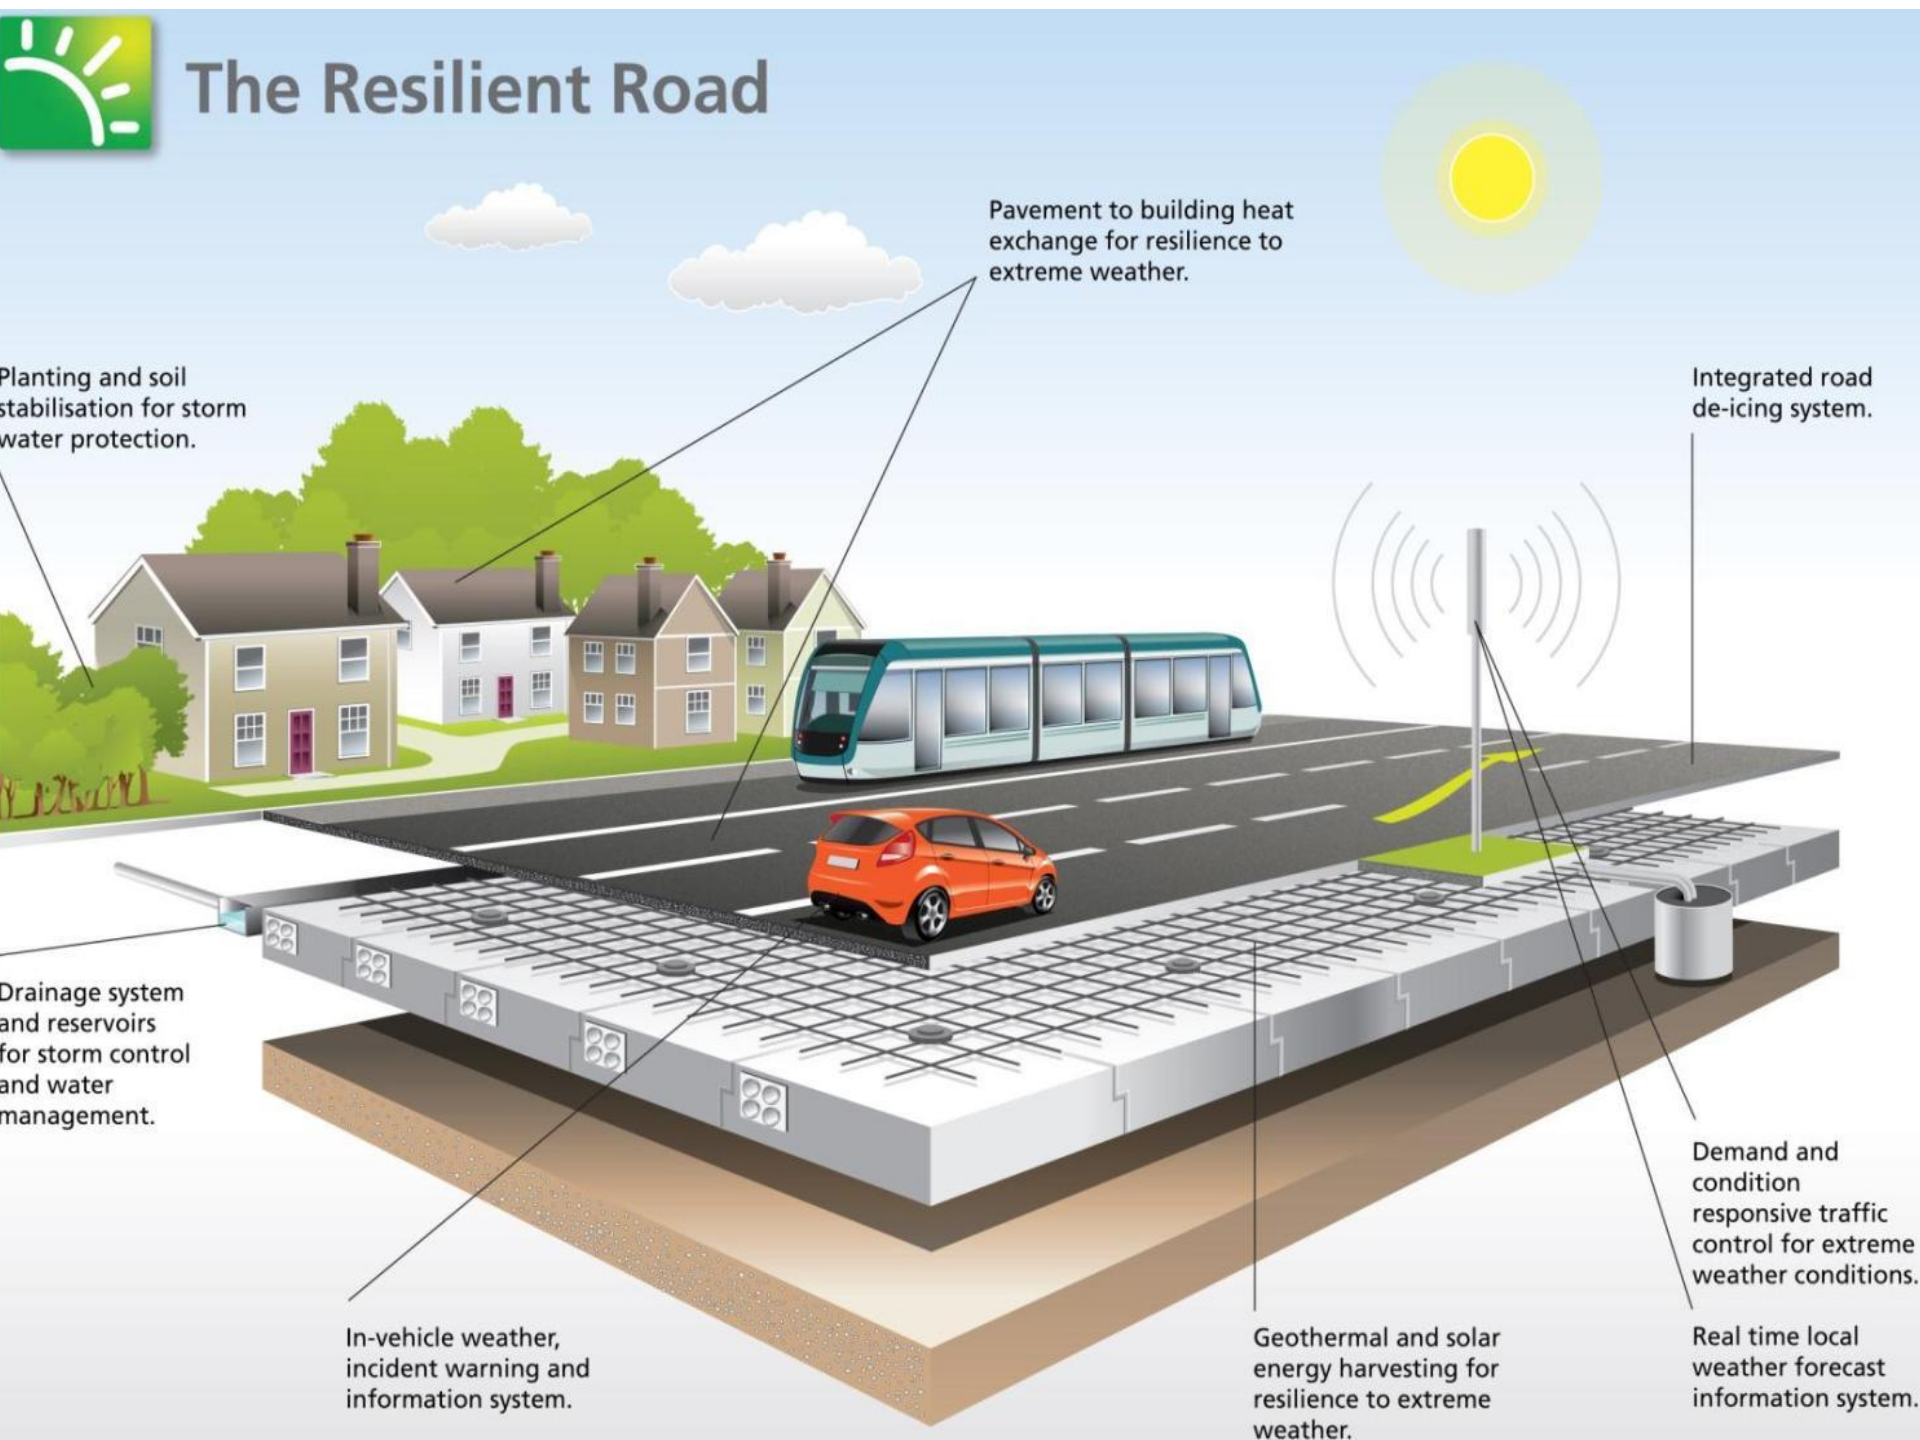 The Resilient Road
Pavement to building heat
exchange for resilience to
extreme weather.
Planting and soil
stabilisation for storm
water protection.
Integrated road
de-icing system.
Drainage system
and reservoirs
for storm control
and water
management.
Demand and
condition
responsive traffic
control for extreme
weather conditions.
In-vehicle weather,
incident warning and
information system.
Geothermal and solar
energy harvesting for
resilience to extreme
weather.
Real time local
weather forecast
information system.